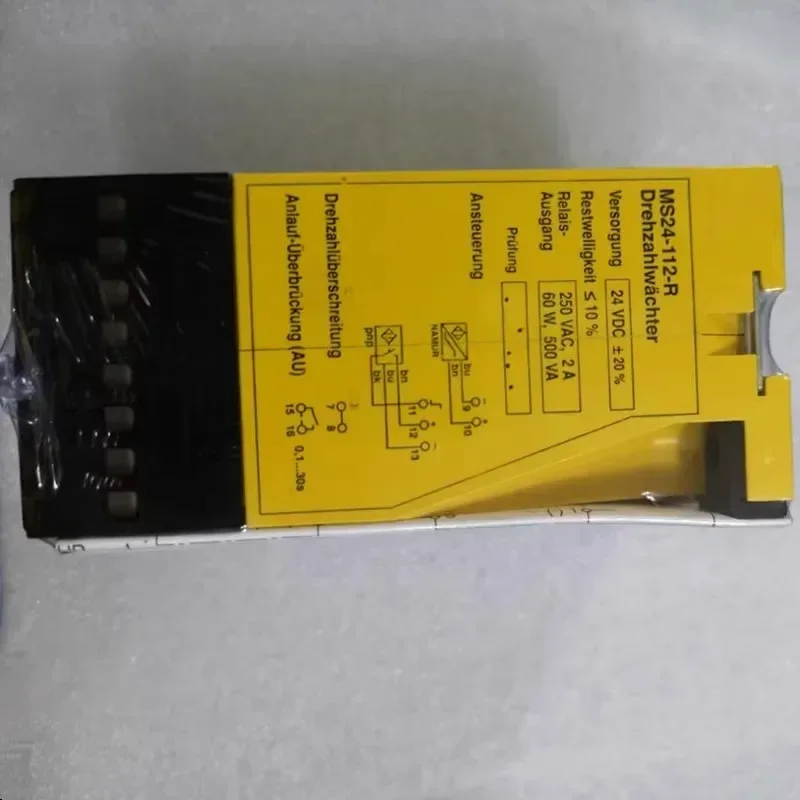 MS24-112-R
Drehzahlwächter
Versorgung 24 VDC ± 20 %
Restwelligkeit ≤ 10 %
Relais- 250 VAC, 2 A
Ausgang 60 W, 500 VA
Prüfung
Ansteuerung
NAMUR
bu
bn
9 10
pnp
bn
bu
bk
11 12 13
Drehzahlüberschreitung
7 8
Anlauf-Überbrückung (AU)
15 16 0,1...30s